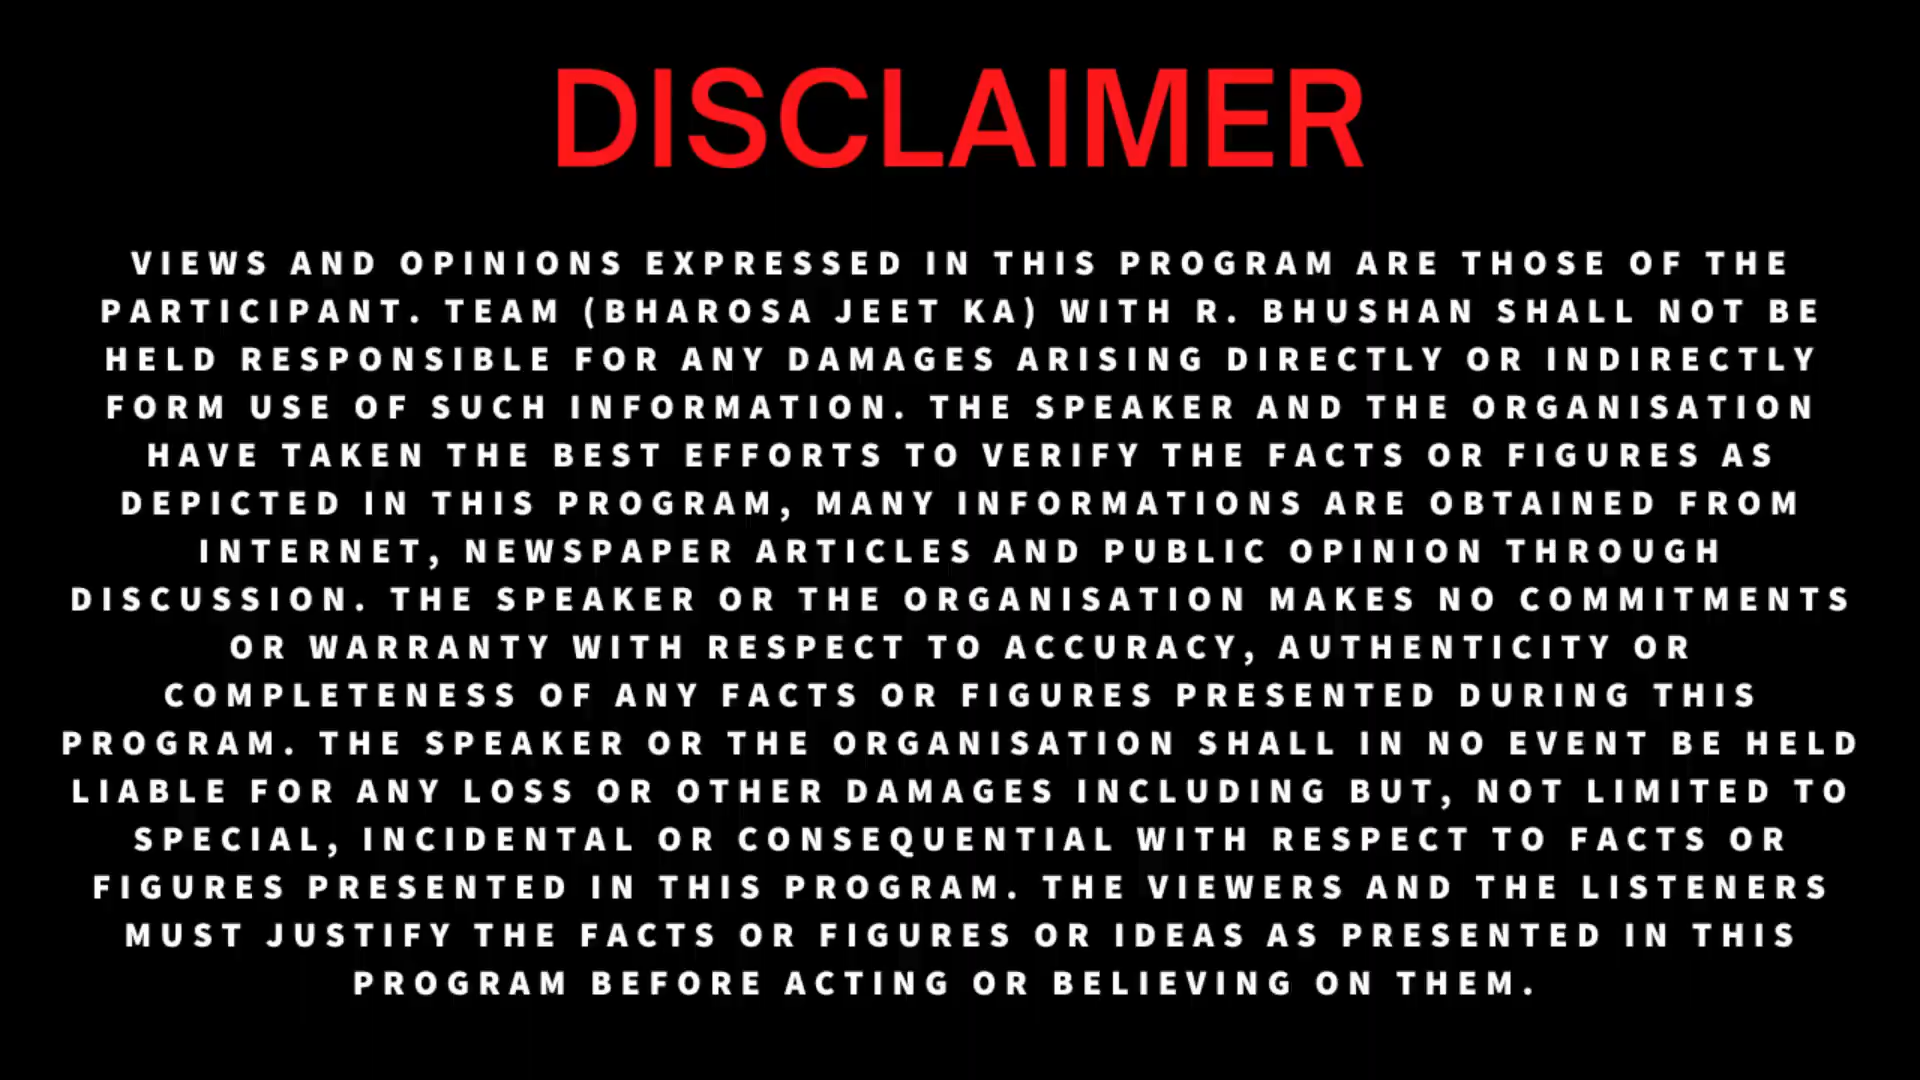 DISCLAIMER
VIEWS AND OPINIONS EXPRESSED IN THIS PROGRAM ARE THOSE OF THE
PARTICIPANT. TEAM (BHAROSA JEET KA) WITH R. BHUSHAN SHALL NOT BE
HELD RESPONSIBLE FOR ANY DAMAGES ARISING DIRECTLY OR INDIRECTLY
FORM USE OF SUCH INFORMATION. THE SPEAKER AND THE ORGANISATION
HAVE TAKEN THE BEST EFFORTS TO VERIFY THE FACTS OR FIGURES AS
DEPICTED IN THIS PROGRAM, MANY INFORMATIONS ARE OBTAINED FROM
INTERNET, NEWSPAPER ARTICLES AND PUBLIC OPINION THROUGH
DISCUSSION. THE SPEAKER OR THE ORGANISATION MAKES NO COMMITMENTS
OR WARRANTY WITH RESPECT TO ACCURACY, AUTHENTICITY OR
COMPLETENESS OF ANY FACTS OR FIGURES PRESENTED DURING THIS
PROGRAM. THE SPEAKER OR THE ORGANISATION SHALL IN NO EVENT BE HELD
LIABLE FOR ANY LOSS OR OTHER DAMAGES INCLUDING BUT, NOT LIMITED TO
SPECIAL, INCIDENTAL OR CONSEQUENTIAL WITH RESPECT TO FACTS OR
FIGURES PRESENTED IN THIS PROGRAM. THE VIEWERS AND THE LISTENERS
MUST JUSTIFY THE FACTS OR FIGURES OR IDEAS AS PRESENTED IN THIS
PROGRAM BEFORE ACTING OR BELIEVING ON THEM.